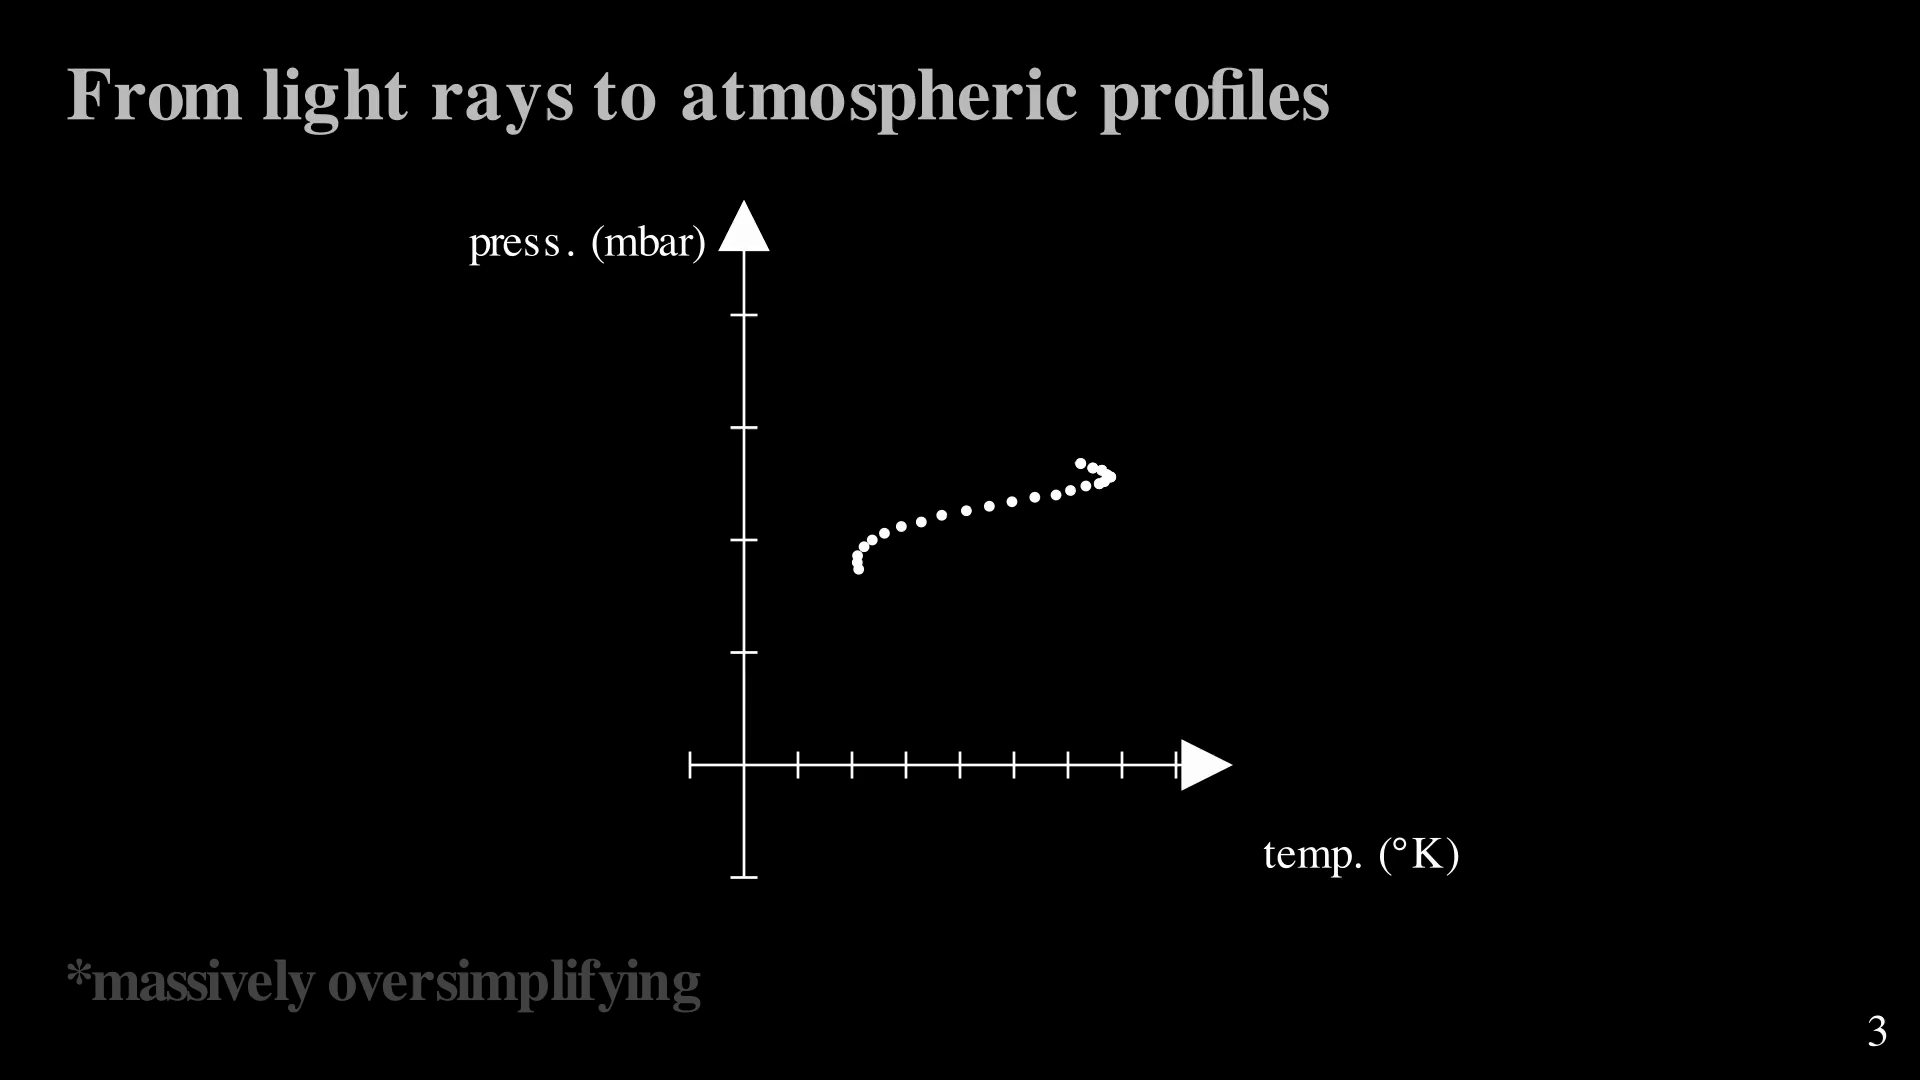 From light rays to atmospheric profiles
press. (mbar)
temp. (°K)
*massively oversimplifying
3